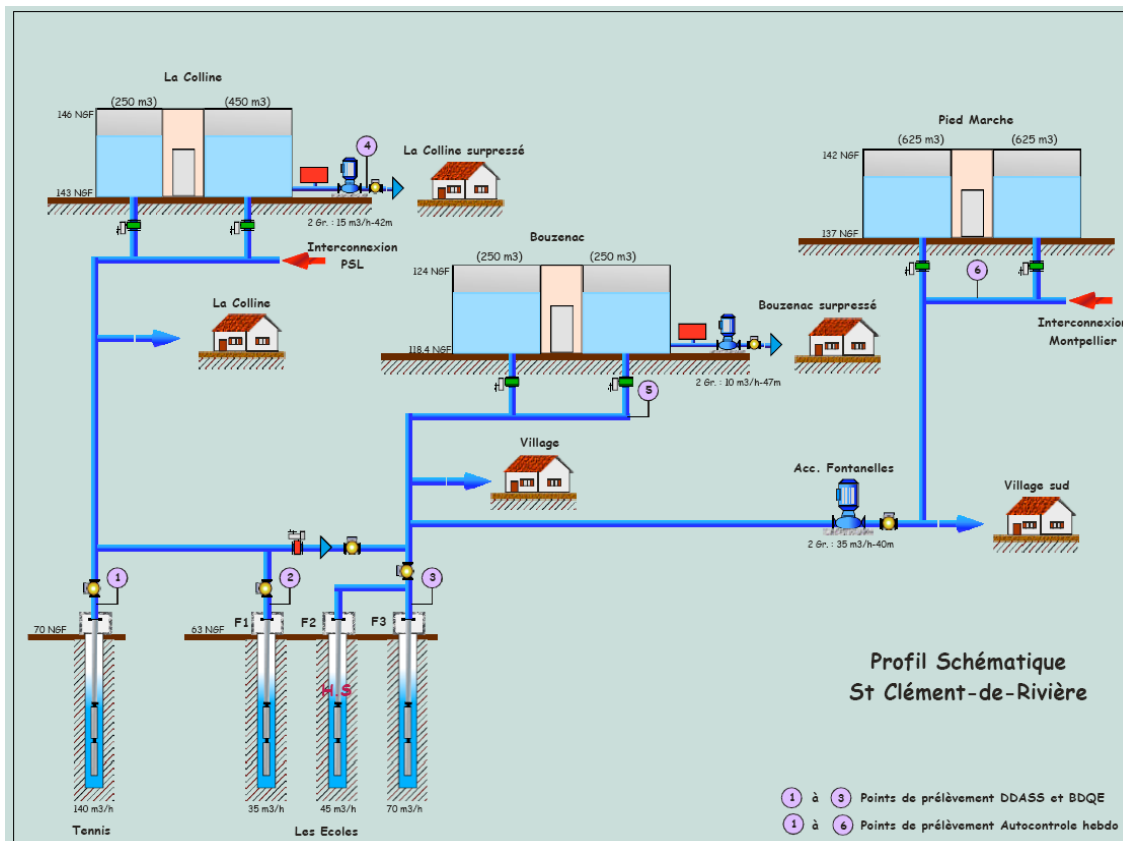 La Colline
(250 m3) (450 m3)
146 NGF
143 NGF
4
La Colline surpressé
2 Gr. : 15 m3/h-42m
Interconnexion
PSL
La Colline
Bouzenac
(250 m3) (250 m3)
124 NGF
118.4 NGF
Bouzenac surpressé
2 Gr. : 10 m3/h-47m
5
Pied Marche
(625 m3) (625 m3)
142 NGF
137 NGF
6
Interconnexion
Montpellier
Village
Acc. Fontanelles
2 Gr. : 35 m3/h-40m
Village sud
1 2 3
70 NGF
63 NGF
F1 F2 F3
H.S
140 m3/h 35 m3/h 45 m3/h 70 m3/h
Tennis
Les Ecoles
Profil Schématique
St Clément-de-Rivière
1 à 3 Points de prélèvement DDASS et BDQE
1 à 6 Points de prélèvement Autocontrole hebdo